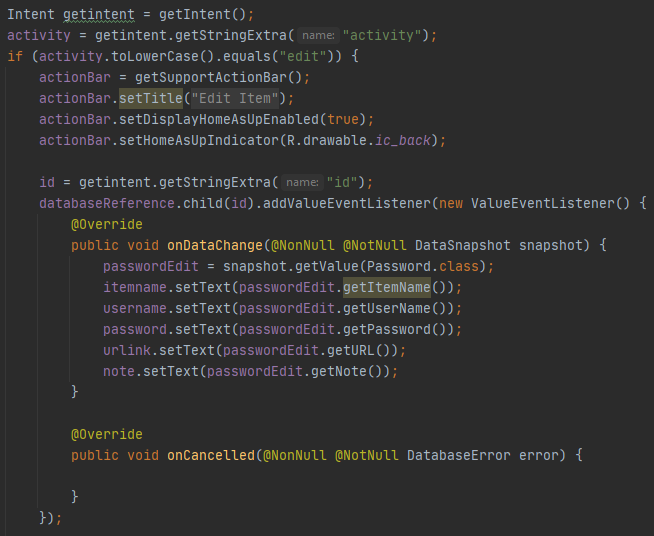 Intent getintent = getIntent();
activity = getintent.getStringExtra( name: "activity");
if (activity.toLowerCase().equals("edit")) {
actionBar = getSupportActionBar();
actionBar.setTitle("Edit Item");
actionBar.setDisplayHomeAsUpEnabled(true);
actionBar.setHomeAsUpIndicator(R.drawable.ic_back);
id = getintent.getStringExtra( name: "id");
databaseReference.child(id).addValueEventListener(new ValueEventListener() {
@Override
public void onDataChange(@NonNull @NotNull DataSnapshot snapshot) {
passwordEdit = snapshot.getValue(Password.class);
itemname.setText(passwordEdit.getItemName());
username.setText(passwordEdit.getUserName());
password.setText(passwordEdit.getPassword());
urlink.setText(passwordEdit.getURL());
note.setText(passwordEdit.getNote());
}
@Override
public void onCancelled(@NonNull @NotNull DatabaseError error) {
}
});